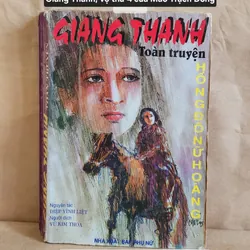 Giang Thanh, vợ thứ 4 của Mao Trạch Đông
GIANG THANH
Toàn truyện
HỒNG ĐÔ NỮ HOÀNG
Nguyên tác
DIỆP VĨNH LIỆT
Người dịch
VŨ KIM THOA
NHÀ XUẤT BẢN PHỤ NỮ